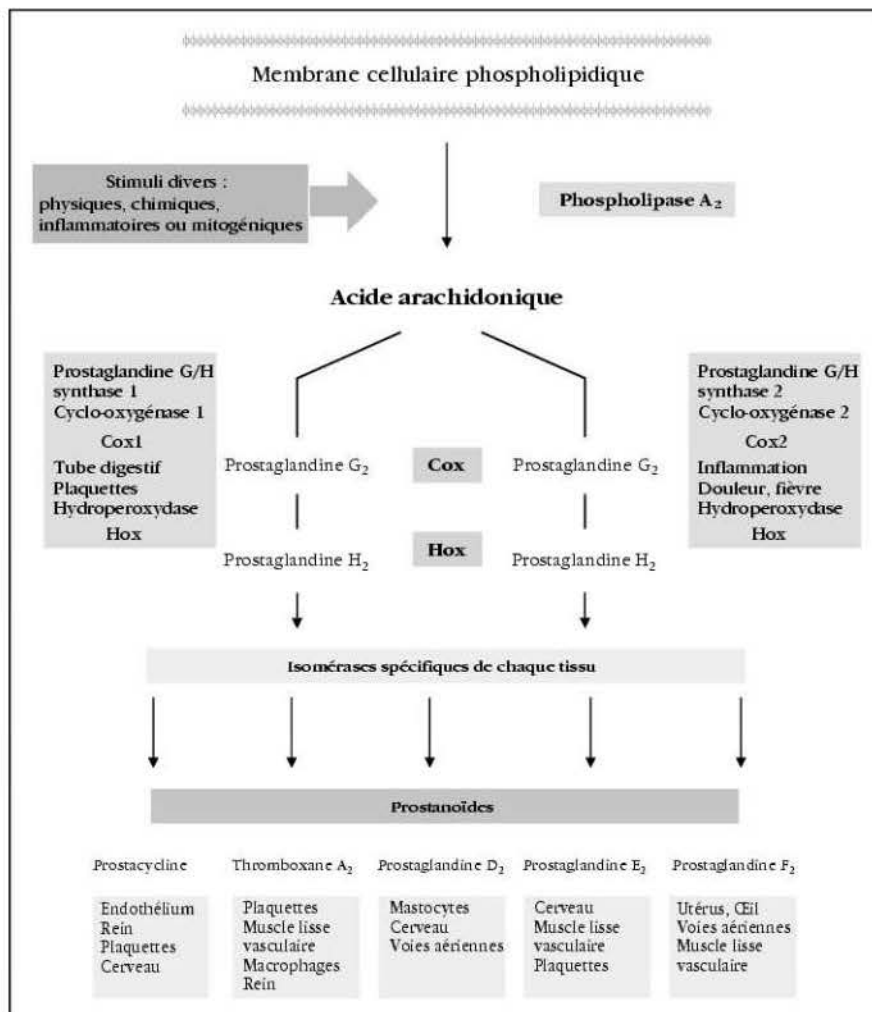 Membrane cellulaire phospholipidique
Stimuli divers :
physiques, chimiques,
inflammatoires ou mitogéniques
Phospholipase A₂
Acide arachidonique
Prostaglandine G/H
synthase 1
Cyclo-oxygénase 1
Cox1
Tube digestif
Plaquettes
Hydroperoxydase
Hox
Prostaglandine G₂
Cox
Prostaglandine G₂
Prostaglandine H₂
Hox
Prostaglandine H₂
Prostaglandine G/H
synthase 2
Cyclo-oxygénase 2
Cox2
Inflammation
Douleur, fièvre
Hydroperoxydase
Hox
Isomérases spécifiques de chaque tissu
Prostanoïdes
Prostacycline
Endothélium
Rein
Plaquettes
Cerveau
Thromboxane A₂
Plaquettes
Muscle lisse
vasculaire
Macrophages
Rein
Prostaglandine D₂
Mastocytes
Cerveau
Voies aériennes
Prostaglandine E₂
Cerveau
Muscle lisse
vasculaire
Plaquettes
Prostaglandine F₂
Utérus, Œil
Voies aériennes
Muscle lisse
vasculaire